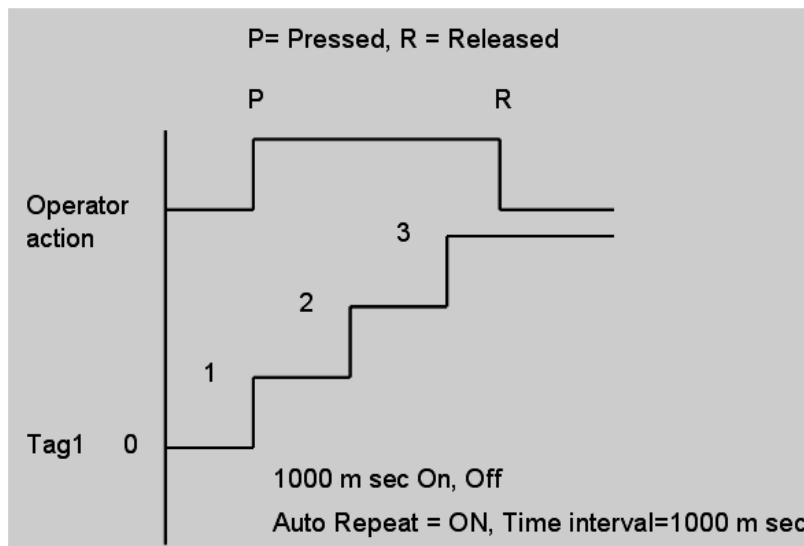 P= Pressed, R = Released
P R
Operator
action
3
2
1
Tag1 0
1000 m sec On, Off
Auto Repeat = ON, Time interval=1000 m sec